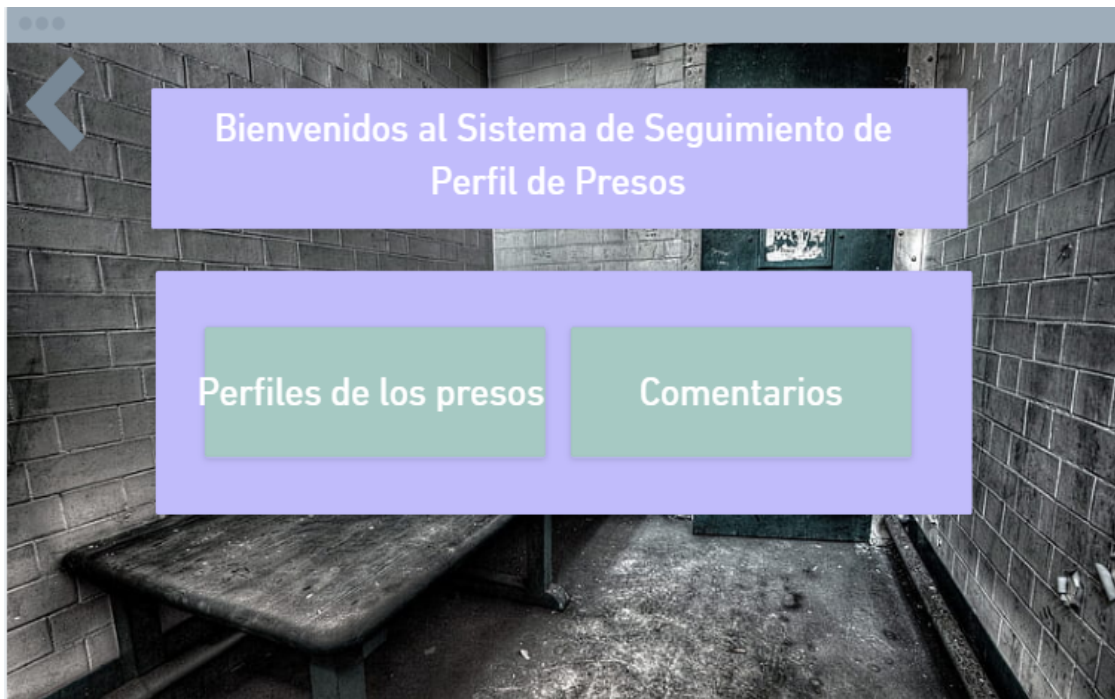 Bienvenidos al Sistema de Seguimiento de
Perfil de Presos
Perfiles de los presos
Comentarios